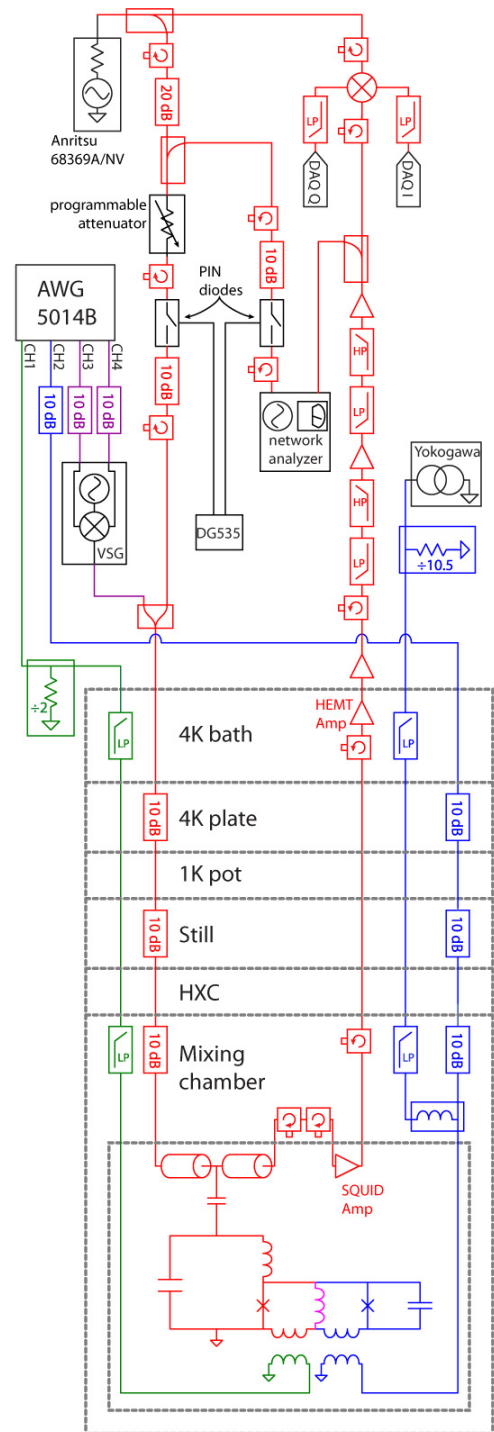 Anritsu
68369A/NV
20 dB
LP
LP
DAQ Q
DAQ I
programmable
attenuator
10 dB
PIN
diodes
AWG
5014B
CH1
CH2
CH3
CH4
10 dB
10 dB
10 dB
10 dB
HP
LP
network
analyzer
Yokogawa
VSG
DG535
HP
LP
÷10.5
÷2
HEMT
Amp
LP
4K bath
LP
10 dB
4K plate
10 dB
1K pot
10 dB
Still
10 dB
HXC
LP
10 dB
Mixing
chamber
LP
10 dB
SQUID
Amp